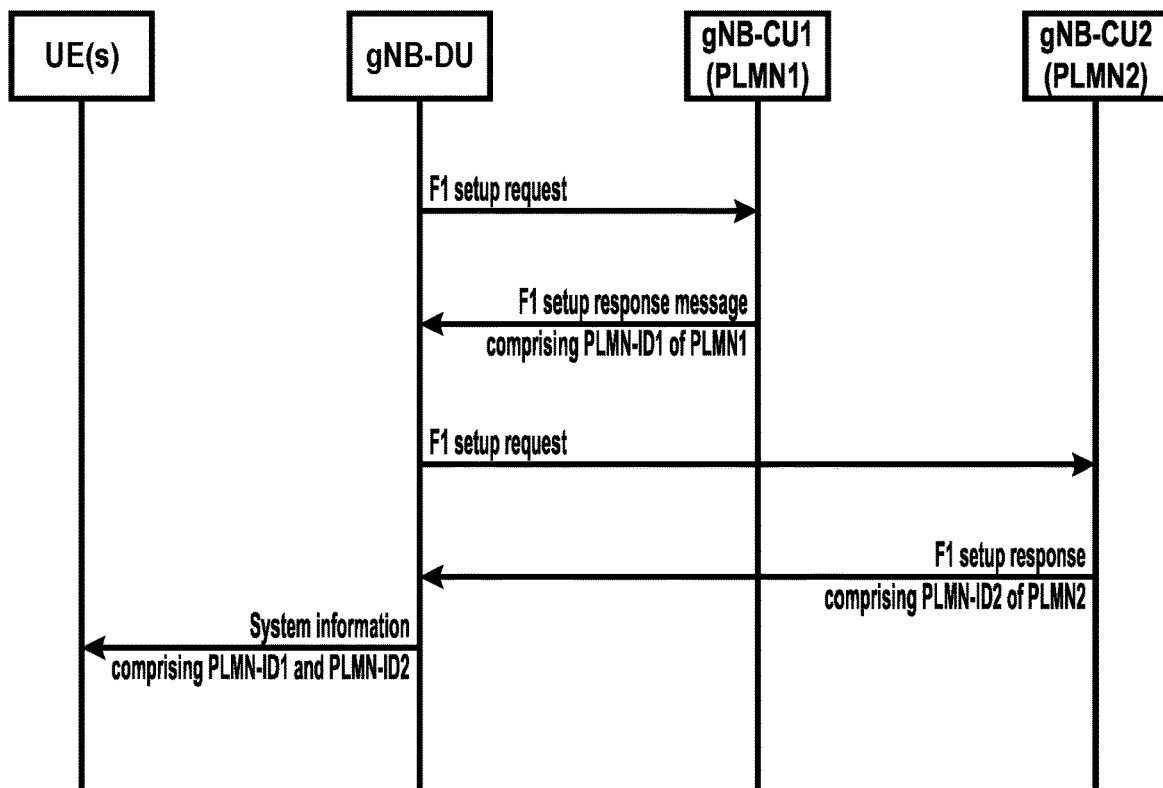 UE(s)
gNB-DU
gNB-CU1
(PLMN1)
gNB-CU2
(PLMN2)
F1 setup request
F1 setup response message
comprising PLMN-ID1 of PLMN1
F1 setup request
F1 setup response
comprising PLMN-ID2 of PLMN2
System information
comprising PLMN-ID1 and PLMN-ID2